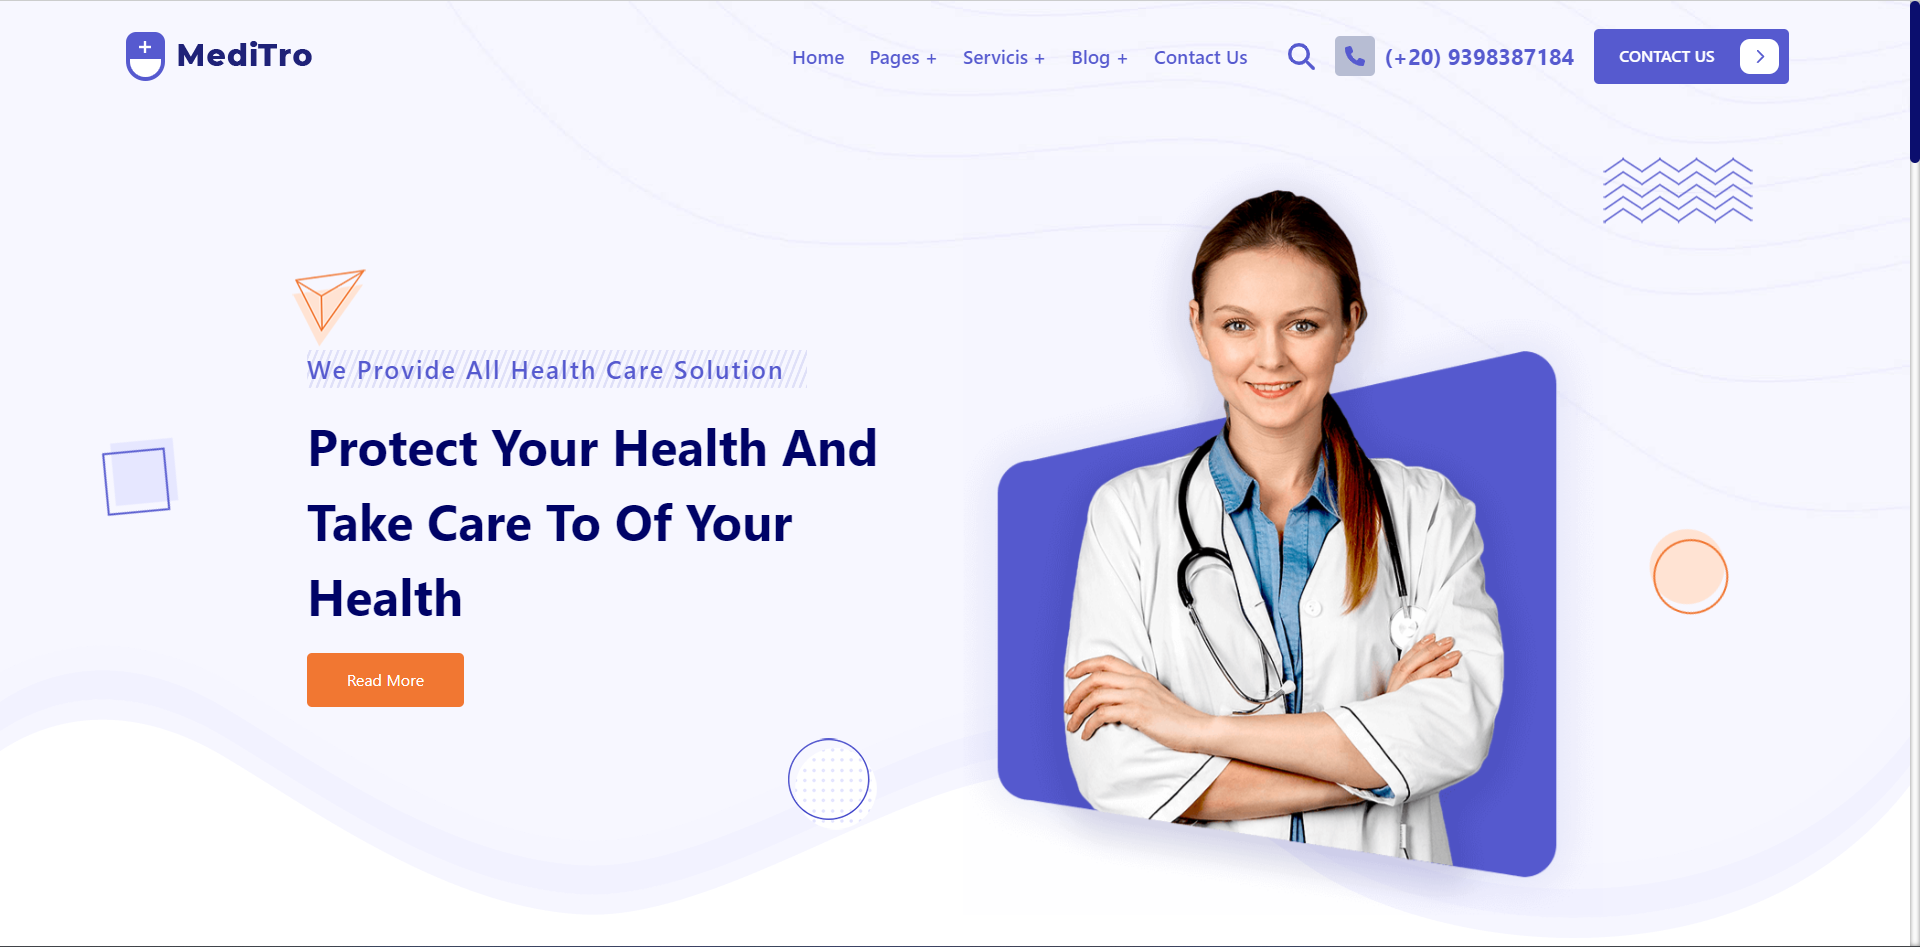 MediTro
Home Pages + Servicis + Blog + Contact Us (+20) 9398387184 CONTACT US
We Provide All Health Care Solution
Protect Your Health And
Take Care To Of Your
Health
Read More